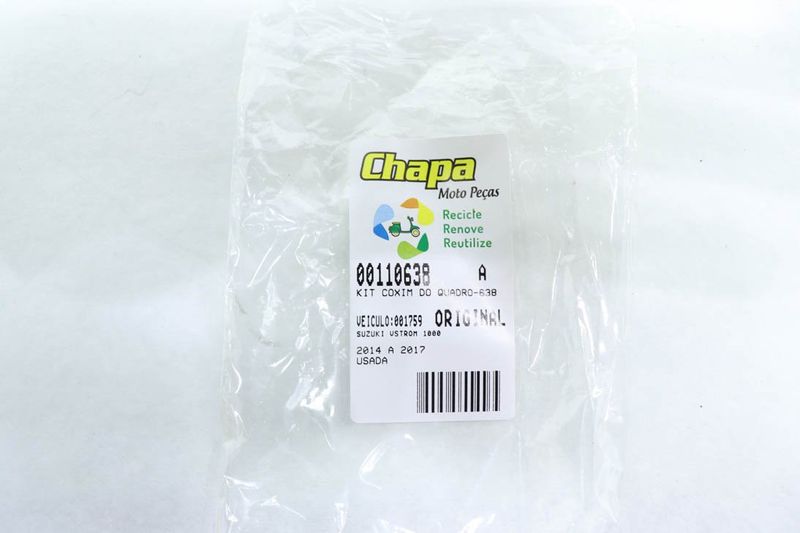 Chapa
Moto Peças
Recicle
Renove
Reutilize
00110638 A
KIT COXIM DO QUADRO-638
VEICULO:001759 ORIGINAL
SUZUKI VSTROM 1000
2014 A 2017
USADA